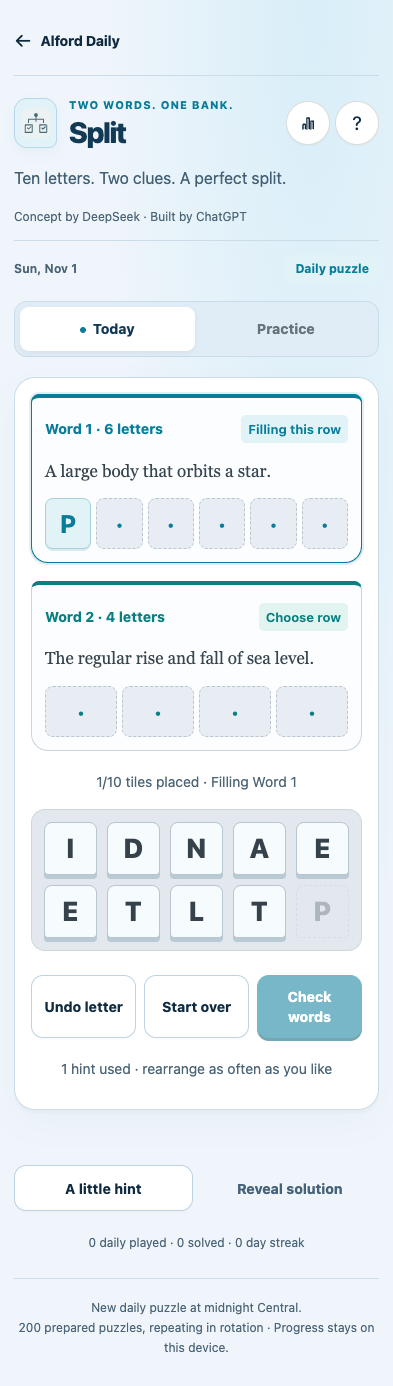 Alford Daily
TWO WORDS. ONE BANK.
Split
?
Ten letters. Two clues. A perfect split.
Concept by DeepSeek · Built by ChatGPT
Sun, Nov 1
Daily puzzle
Today
Practice
Word 1 · 6 letters
Filling this row
A large body that orbits a star.
P
Word 2 · 4 letters
Choose row
The regular rise and fall of sea level.
1/10 tiles placed · Filling Word 1
I D N A E
E T L T P
Undo letter
Start over
Check
words
1 hint used · rearrange as often as you like
A little hint
Reveal solution
0 daily played · 0 solved · 0 day streak
New daily puzzle at midnight Central.
200 prepared puzzles, repeating in rotation · Progress stays on
this device.